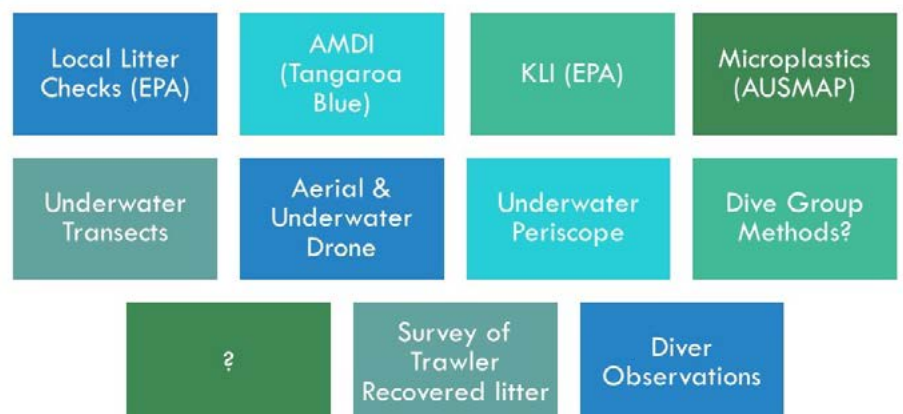 Local Litter
Checks (EPA)
AMDI
(Tangaroa
Blue)
KLI (EPA)
Microplastics
(AUSMAP)
Underwater
Transects
Aerial &
Underwater
Drone
Underwater
Periscope
Dive Group
Methods?
?
Survey of
Trawler
Recovered litter
Diver
Observations